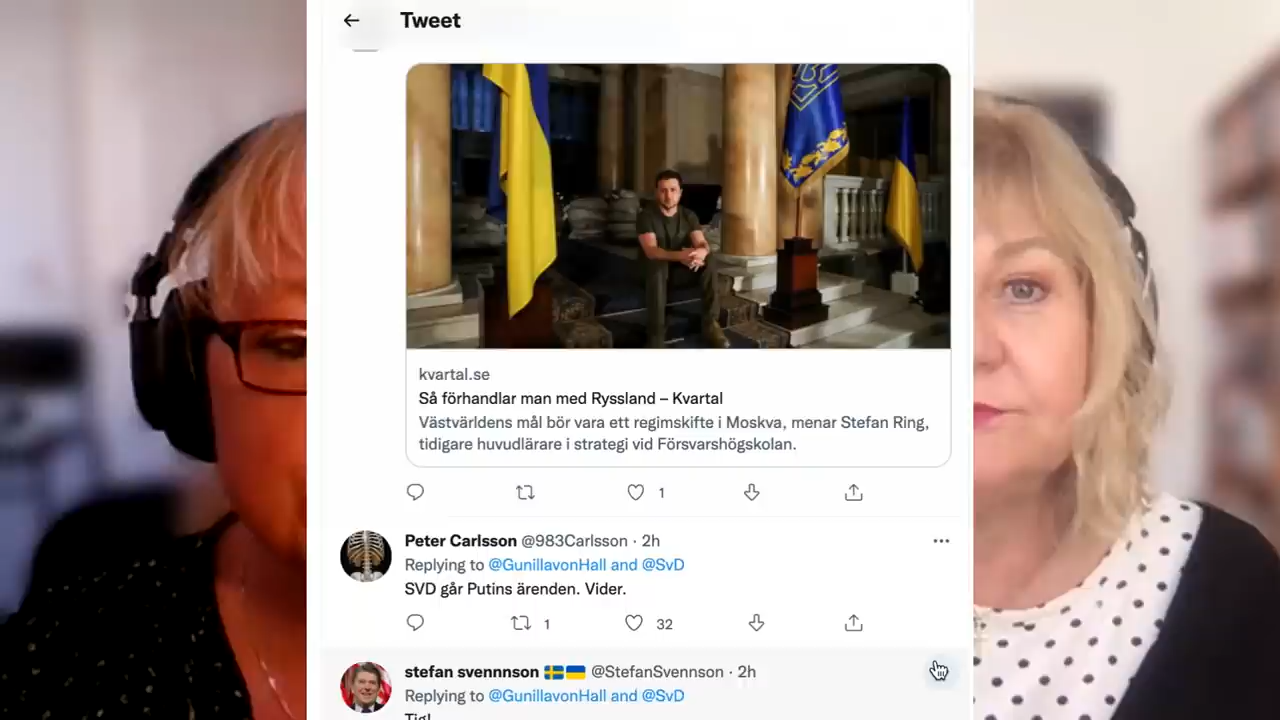 Tweet
kvartal.se
Så förhandlar man med Ryssland – Kvartal
Västvärldens mål bör vara ett regimskifte i Moskva, menar Stefan Ring,
tidigare huvudlärare i strategi vid Försvarshögskolan.
1
Peter Carlsson @983Carlsson · 2h
Replying to @GunillavonHall and @SvD
SVD går Putins ärenden. Vider.
1 32
stefan svennnson 🇸🇪🇺🇦 @StefanSvennson · 2h
Replying to @GunillavonHall and @SvD
Tig!